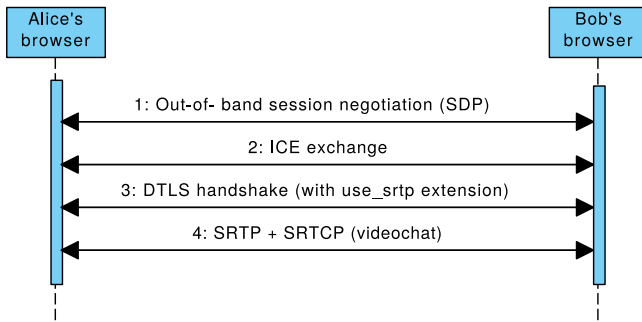 Alice's
browser
Bob's
browser
1: Out-of- band session negotiation (SDP)
2: ICE exchange
3: DTLS handshake (with use_srtp extension)
4: SRTP + SRTCP (videochat)